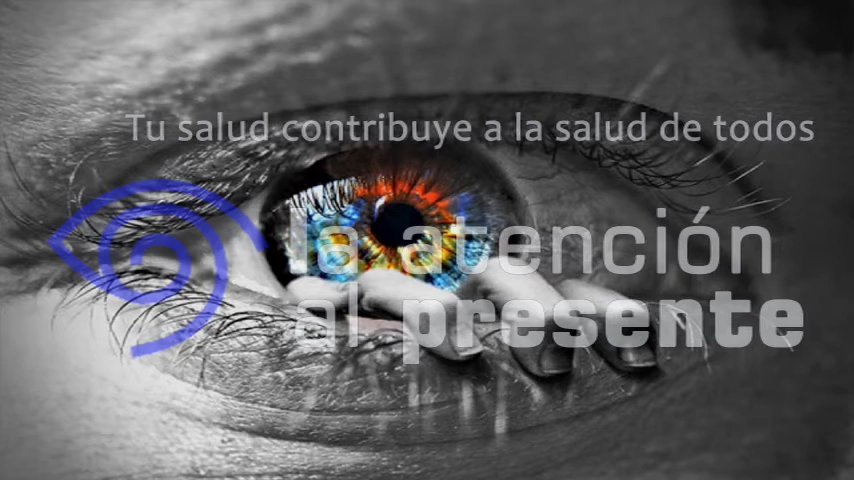 Tu salud contribuye a la salud de todos
la atención
al presente